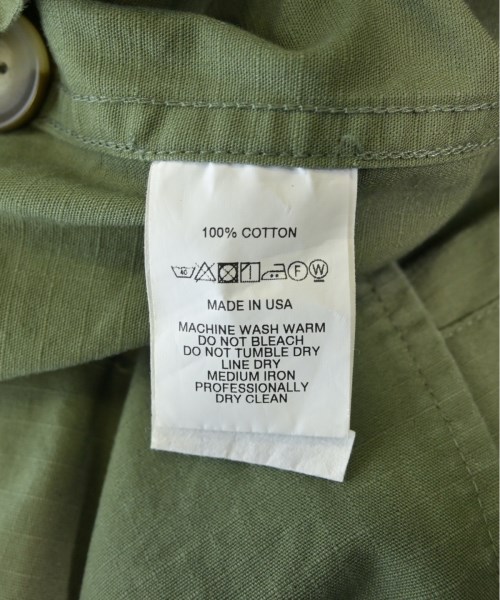 100% COTTON
40 F W
MADE IN USA
MACHINE WASH WARM
DO NOT BLEACH
DO NOT TUMBLE DRY
LINE DRY
MEDIUM IRON
PROFESSIONALLY
DRY CLEAN